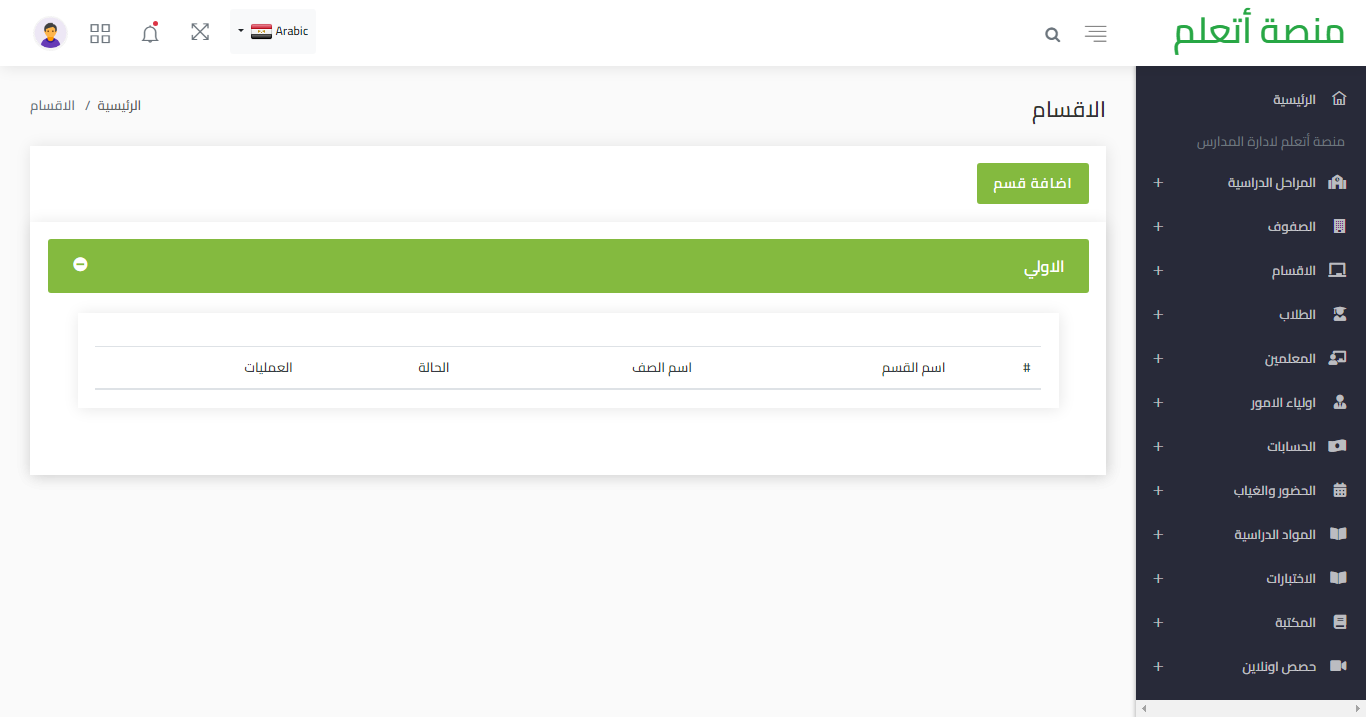 منصة أتعلم
Arabic
الرئيسية
منصة أتعلم لادارة المدارس
المراحل الدراسية
الصفوف
الاقسام
الطلاب
المعلمين
اولياء الامور
الحسابات
الحضور والغياب
المواد الدراسية
الاختبارات
المكتبة
حصص اونلاين
الاقسام
الرئيسية / الاقسام
اضافة قسم
الاولي
# اسم القسم اسم الصف الحالة العمليات